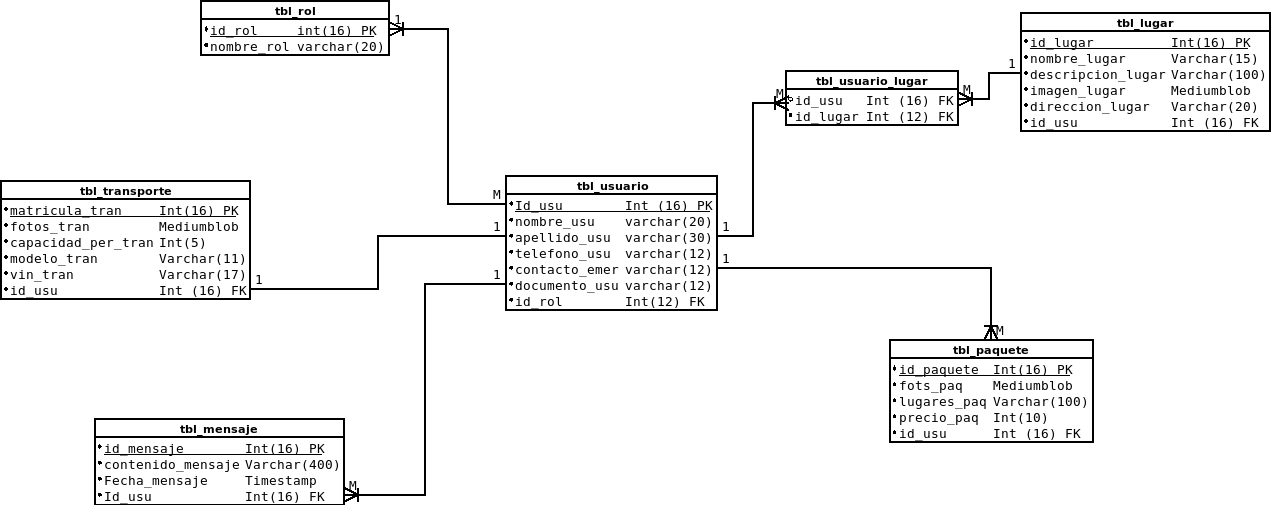 tbl_rol
id_rol int(16) PK
nombre_rol varchar(20)
1
tbl_lugar
id_lugar Int(16) PK
nombre_lugar Varchar(15)
descripcion_lugar Varchar(100)
imagen_lugar Mediumblob
direccion_lugar Varchar(20)
id_usu Int (16) FK
1
tbl_usuario_lugar
id_usu Int (16) FK
id_lugar Int (12) FK
M
M
tbl_transporte
matricula_tran Int(16) PK
fotos_tran Mediumblob
capacidad_per_tran Int(5)
modelo_tran Varchar(11)
vin_tran Varchar(17)
id_usu Int (16) FK
1
tbl_usuario
Id_usu Int (16) PK
nombre_usu varchar(20)
apellido_usu varchar(30)
telefono_usu varchar(12)
contacto_emer varchar(12)
documento_usu varchar(12)
id_rol Int(12) FK
M
1
1
1
1
tbl_paquete
id_paquete Int(16) PK
fots_paq Mediumblob
lugares_paq Varchar(100)
precio_paq Int(10)
id_usu Int (16) FK
M
tbl_mensaje
id_mensaje Int(16) PK
contenido_mensaje Varchar(400)
Fecha_mensaje Timestamp
Id_usu Int(16) FK
M